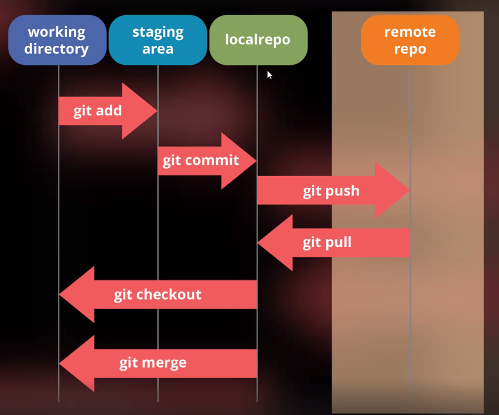 working
directory
staging
area
localrepo
remote
repo
git add
git commit
git push
git pull
git checkout
git merge